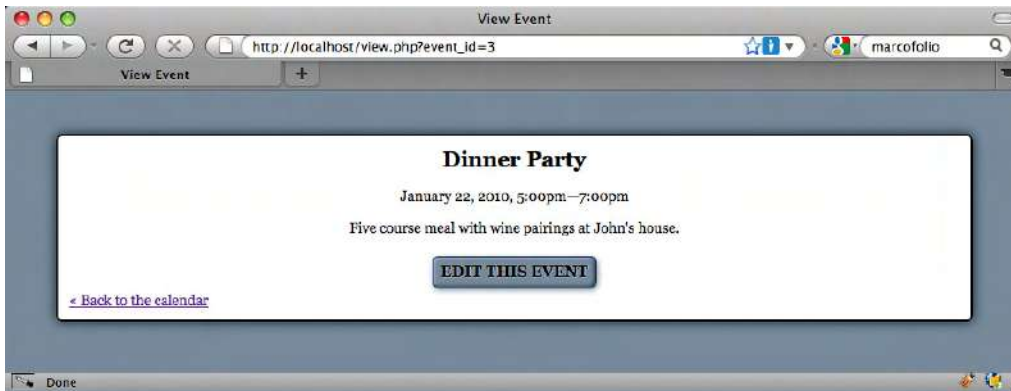 View Event
http://localhost/view.php?event_id=3
marcofolio
View Event
+
Dinner Party
January 22, 2010, 5:00pm—7:00pm
Five course meal with wine pairings at John's house.
EDIT THIS EVENT
< Back to the calendar
Done